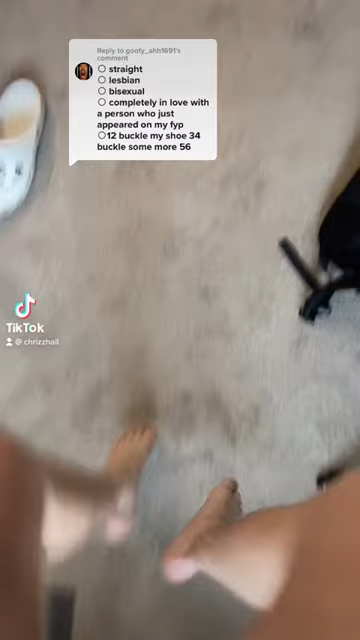 Reply to goofy_ahh1691's
comment
○ straight
○ lesbian
○ bisexual
○ completely in love with
a person who just
appeared on my fyp
○12 buckle my shoe 34
buckle some more 56
TikTok
@ chrizzhall